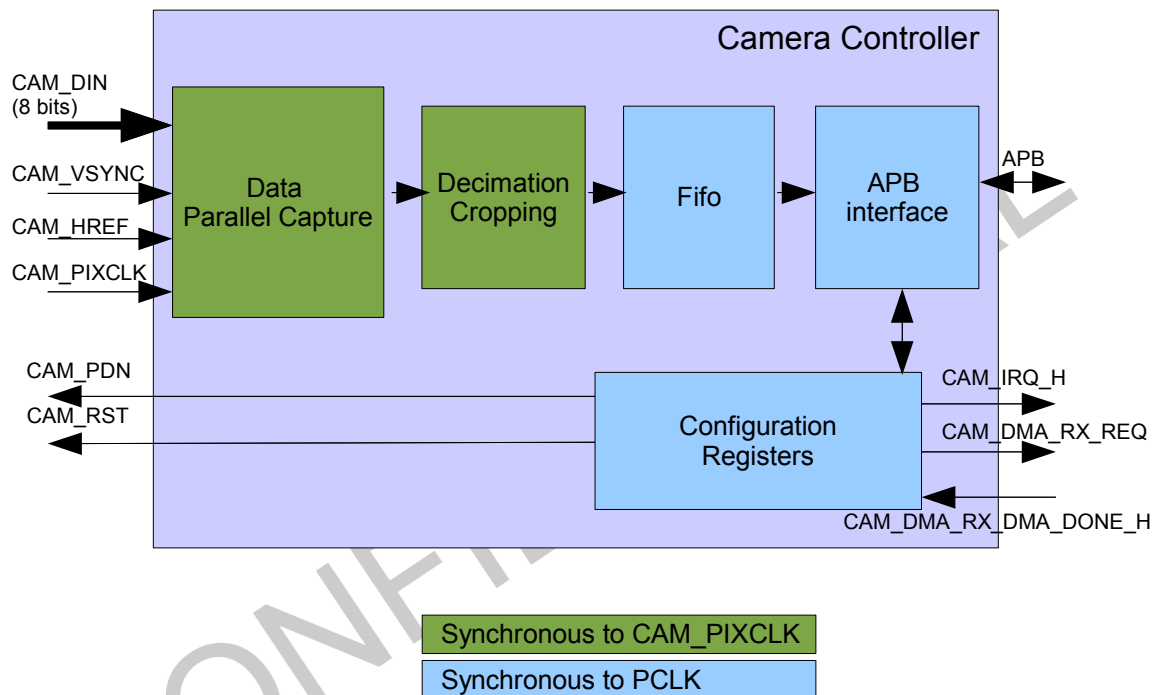 Camera Controller
CAM_DIN
(8 bits)
CAM_VSYNC
CAM_HREF
CAM_PIXCLK
Data
Parallel Capture
Decimation
Cropping
Fifo
APB
interface
APB
CAM_PDN
CAM_RST
Configuration
Registers
CAM_IRQ_H
CAM_DMA_RX_REQ
CAM_DMA_RX_DMA_DONE_H
Synchronous to CAM_PIXCLK
Synchronous to PCLK